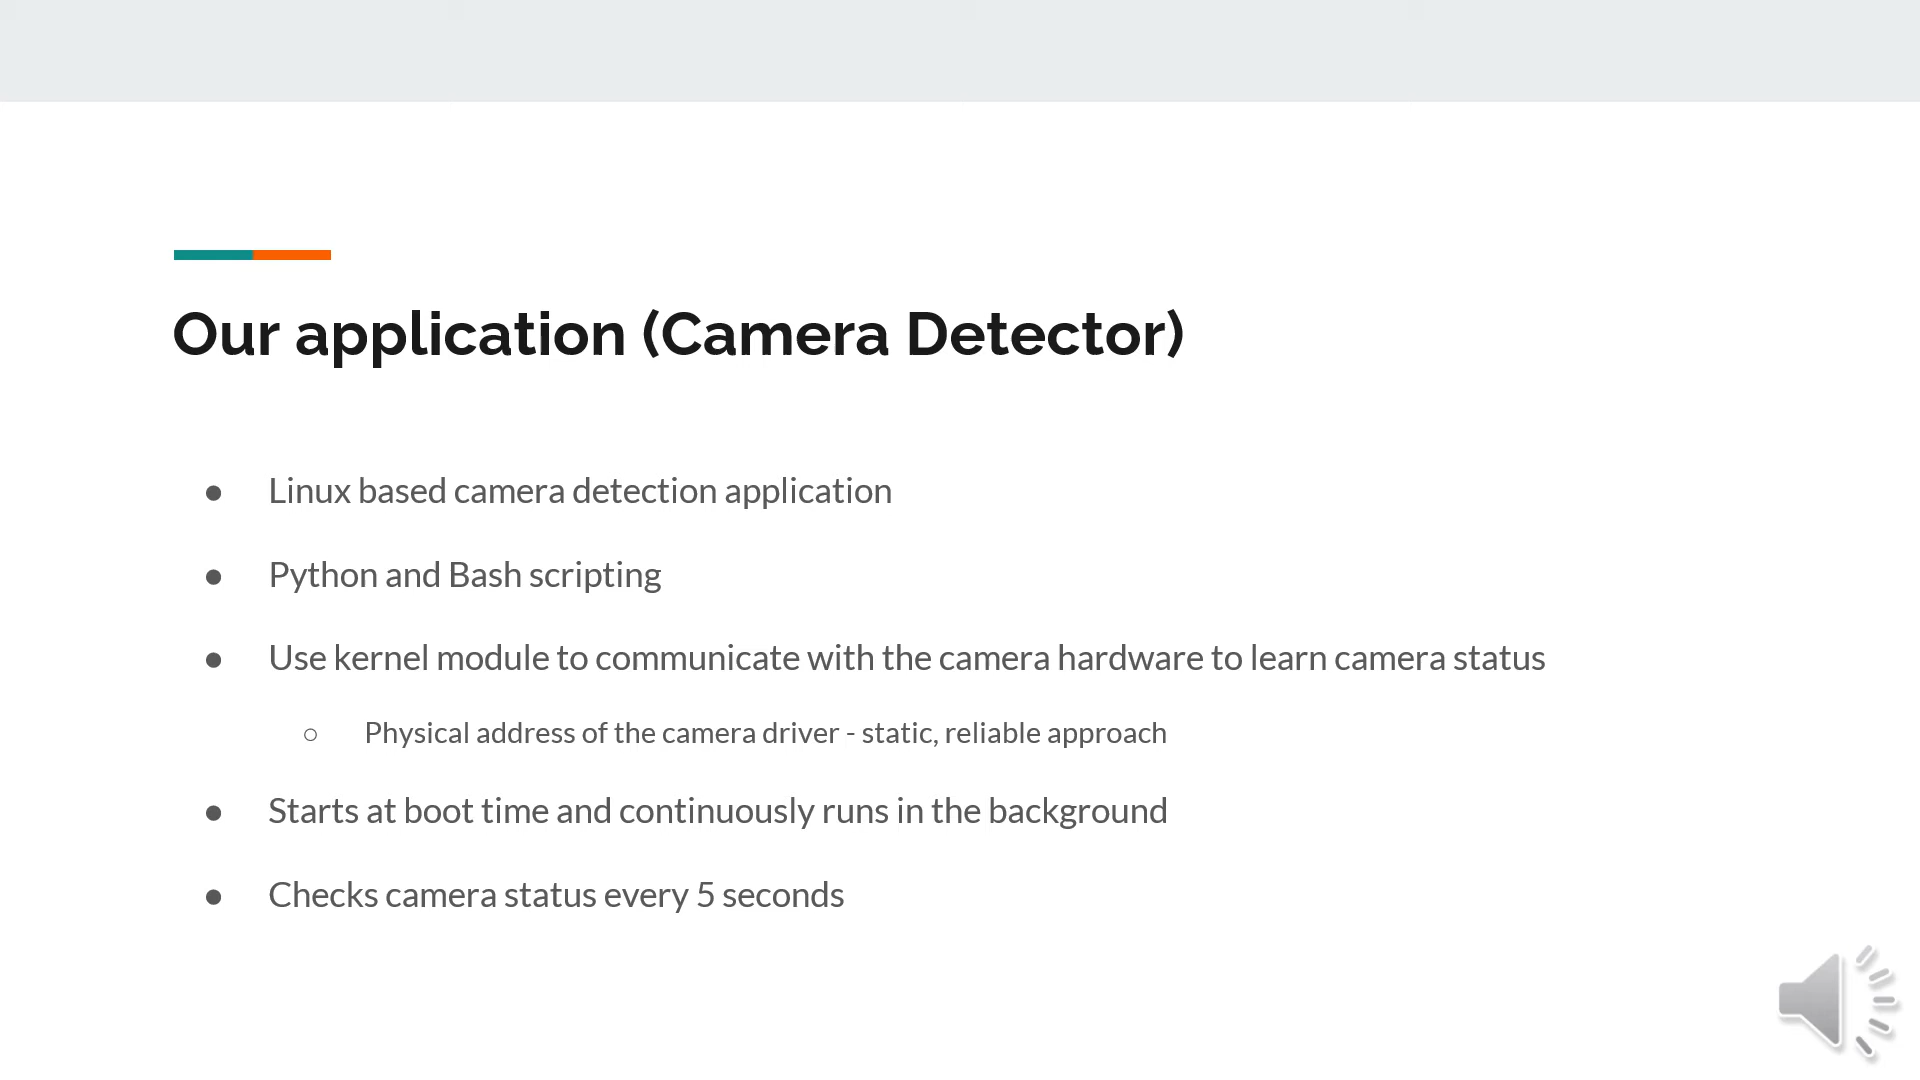 Our application (Camera Detector)
● Linux based camera detection application
● Python and Bash scripting
● Use kernel module to communicate with the camera hardware to learn camera status
○ Physical address of the camera driver - static, reliable approach
● Starts at boot time and continuously runs in the background
● Checks camera status every 5 seconds